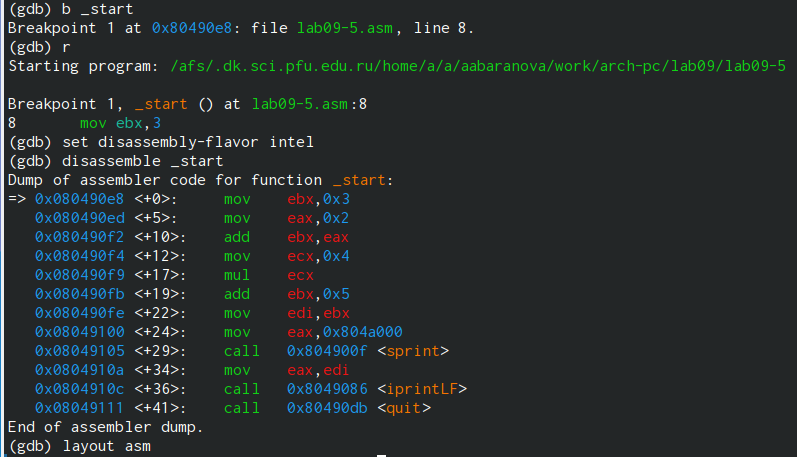 (gdb) b _start
Breakpoint 1 at 0x80490e8: file lab09-5.asm, line 8.
(gdb) r
Starting program: /afs/.dk.sci.pfu.edu.ru/home/a/a/aabaranova/work/arch-pc/lab09/lab09-5
Breakpoint 1, _start () at lab09-5.asm:8
8       mov ebx,3
(gdb) set disassembly-flavor intel
(gdb) disassemble _start
Dump of assembler code for function _start:
=> 0x080490e8 <+0>:     mov    ebx,0x3
   0x080490ed <+5>:     mov    eax,0x2
   0x080490f2 <+10>:    add    ebx,eax
   0x080490f4 <+12>:    mov    ecx,0x4
   0x080490f9 <+17>:    mul    ecx
   0x080490fb <+19>:    add    ebx,0x5
   0x080490fe <+22>:    mov    edi,ebx
   0x08049100 <+24>:    mov    eax,0x804a000
   0x08049105 <+29>:    call   0x804900f <sprint>
   0x0804910a <+34>:    mov    eax,edi
   0x0804910c <+36>:    call   0x8049086 <iprintLF>
   0x08049111 <+41>:    call   0x80490db <quit>
End of assembler dump.
(gdb) layout asm